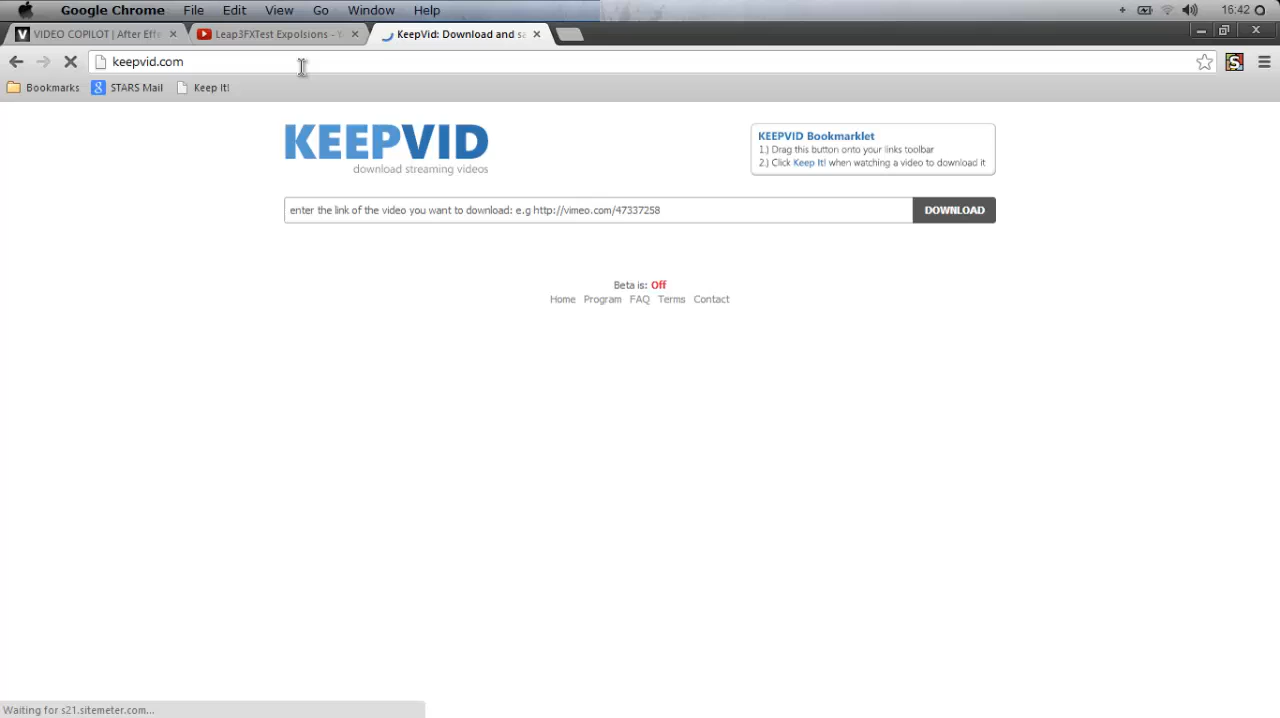 Google Chrome File Edit View Go Window Help 16:42
VIDEO COPILOT | After Effe Leap3FXTest Expolsions - Y KeepVid: Download and sa
keepvid.com
Bookmarks STARS Mail Keep It!
KEEPVID
download streaming videos
KEEPVID Bookmarklet
1.) Drag this button onto your links toolbar
2.) Click Keep It! when watching a video to download it
enter the link of the video you want to download: e.g http://vimeo.com/47337258 DOWNLOAD
Beta is: Off
Home Program FAQ Terms Contact
Waiting for s21.sitemeter.com...